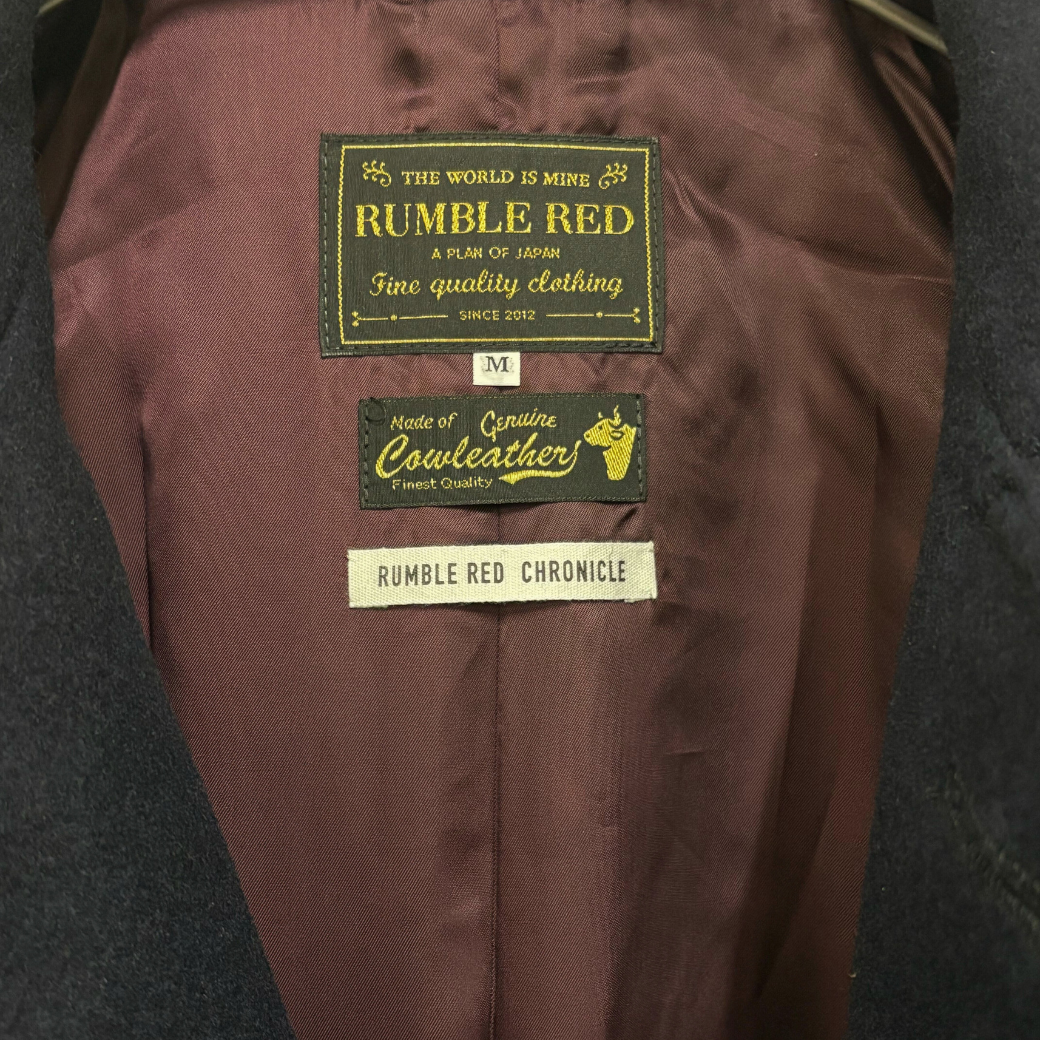 THE WORLD IS MINE
RUMBLE RED
A PLAN OF JAPAN
Fine quality clothing
SINCE 2012
M
Made of Genuine
Cowleathers
Finest Quality
RUMBLE RED CHRONICLE